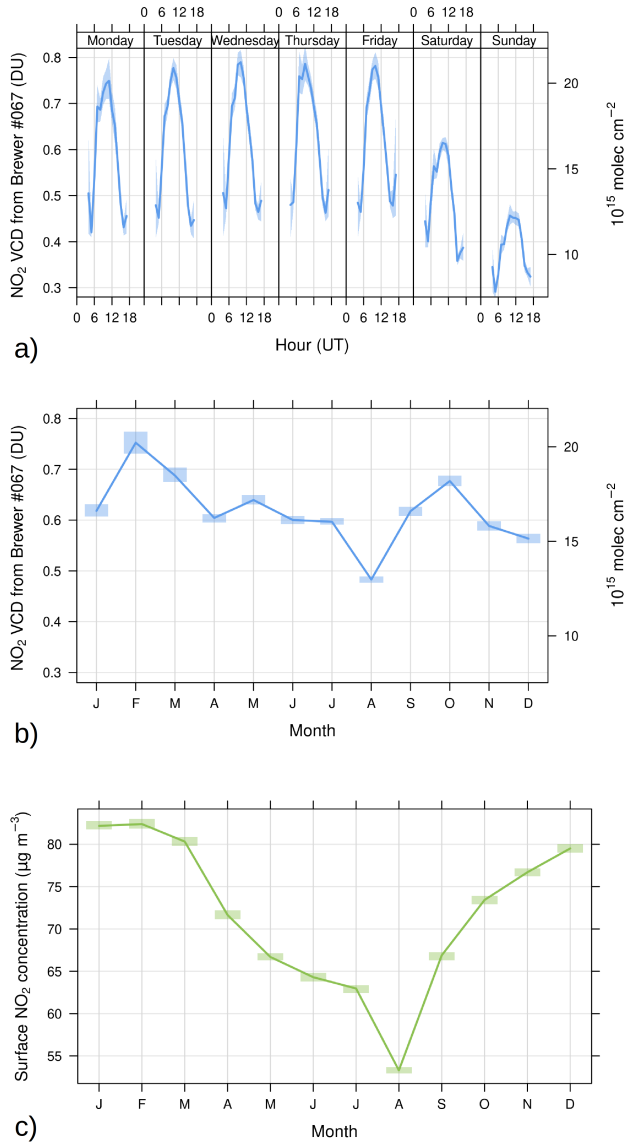 0 6 12 18 0 6 12 18 0 6 12 18
Monday Tuesday Wednesday Thursday Friday Saturday Sunday
NO2 VCD from Brewer #067 (DU)
0.8
0.7
0.6
0.5
0.4
0.3
20
15
10
10^15 molec cm^−2
0 6 12 18 0 6 12 18 0 6 12 18 0 6 12 18
Hour (UT)
a)
NO2 VCD from Brewer #067 (DU)
0.8
0.7
0.6
0.5
0.4
0.3
20
15
10
10^15 molec cm^−2
J F M A M J J A S O N D
Month
b)
Surface NO2 concentration (µg m^−3)
80
75
70
65
60
55
J F M A M J J A S O N D
Month
c)